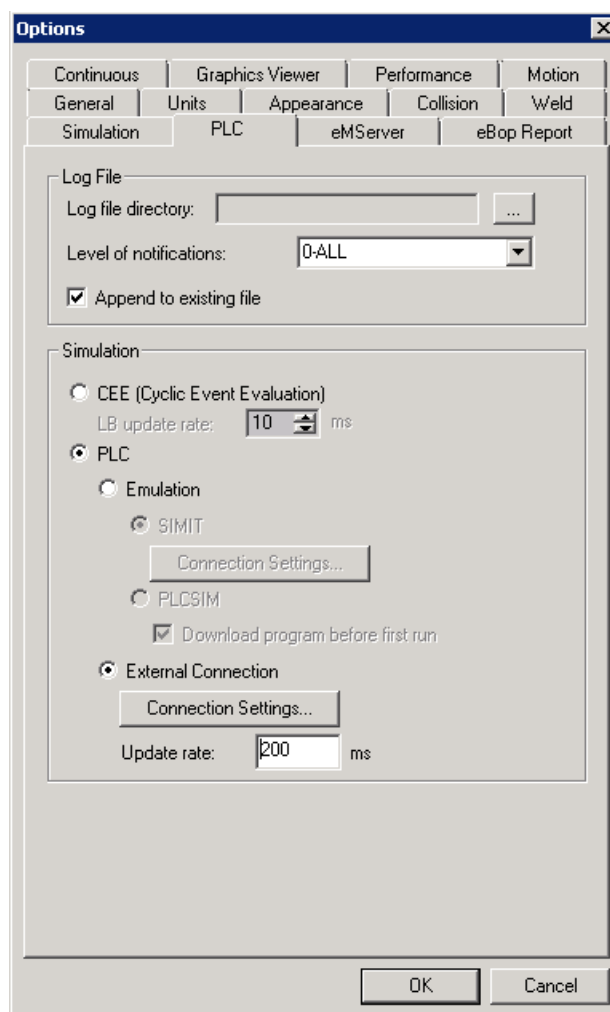 Options
Continuous Graphics Viewer Performance Motion
General Units Appearance Collision Weld
Simulation PLC eMServer eBop Report
Log File
Log file directory: ...
Level of notifications: 0-ALL
Append to existing file
Simulation
CEE (Cyclic Event Evaluation)
LB update rate: 10 ms
PLC
Emulation
SIMIT
Connection Settings...
PLCSIM
Download program before first run
External Connection
Connection Settings...
Update rate: 200 ms
OK Cancel